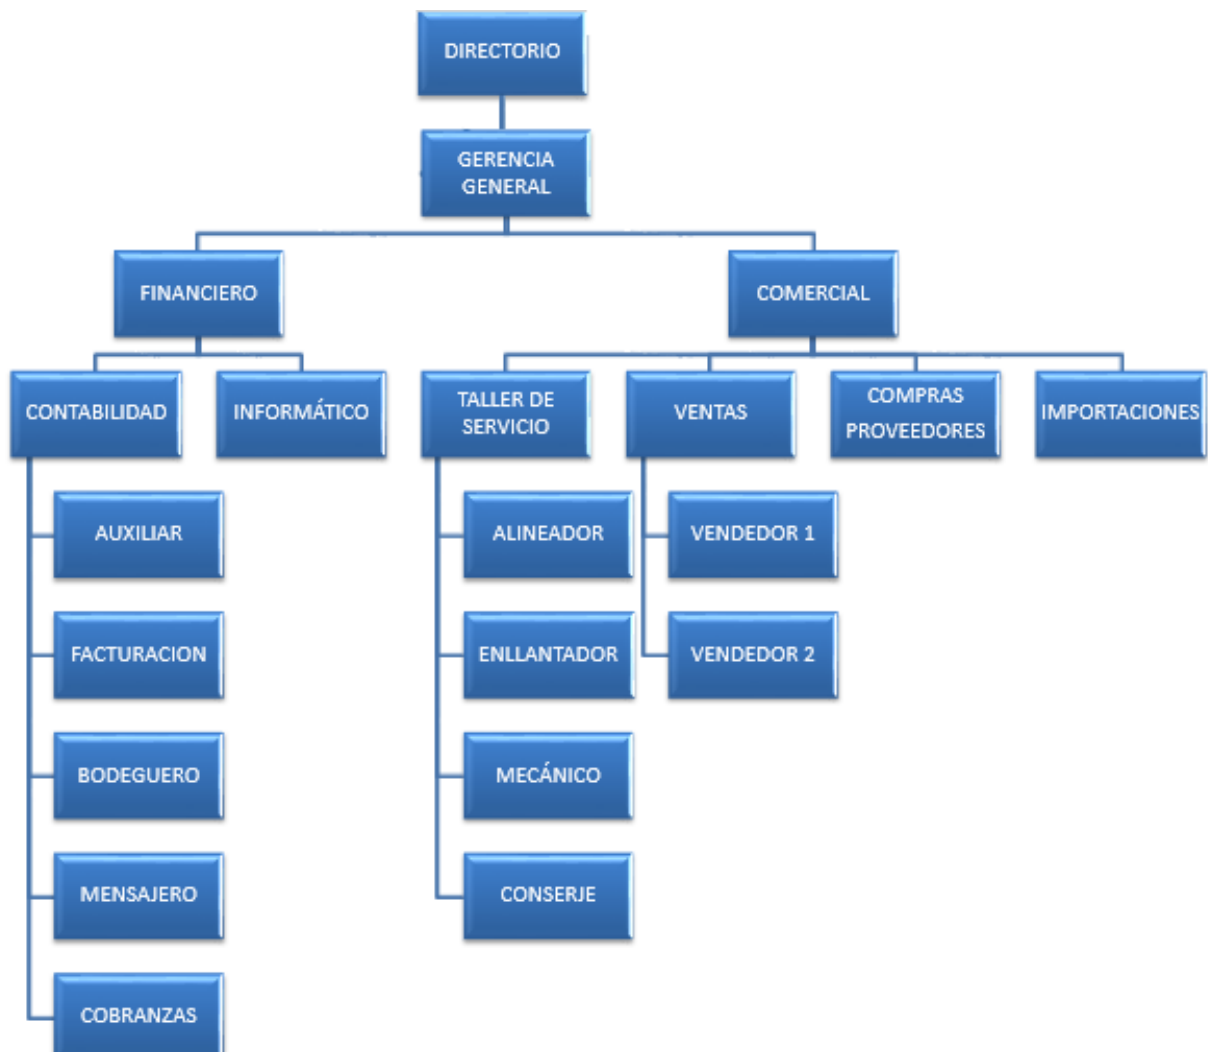 DIRECTORIO
GERENCIA
GENERAL
FINANCIERO
COMERCIAL
CONTABILIDAD
INFORMÁTICO
TALLER DE
SERVICIO
VENTAS
COMPRAS
PROVEEDORES
IMPORTACIONES
AUXILIAR
FACTURACION
BODEGUERO
MENSAJERO
COBRANZAS
ALINEADOR
ENLLANTADOR
MECÁNICO
CONSERJE
VENDEDOR 1
VENDEDOR 2